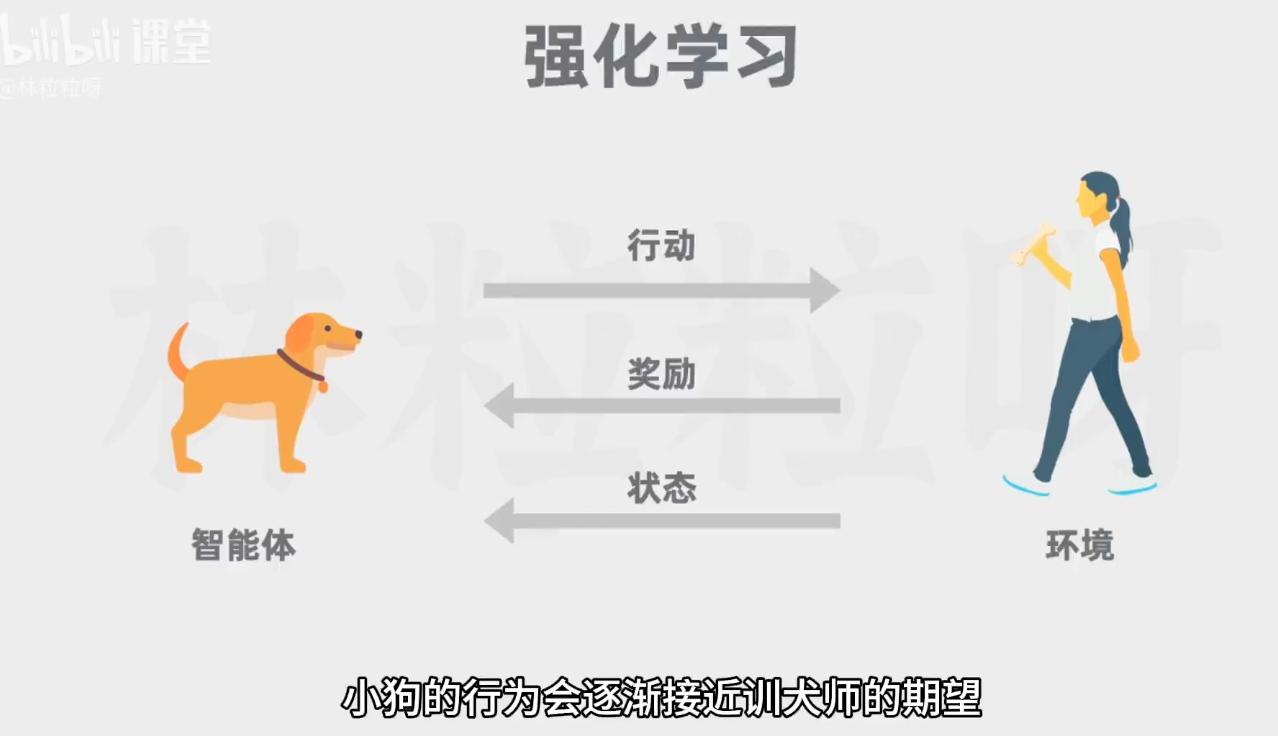 bilibili 课堂
@林粒粒呀
强化学习
林粒粒呀
行动
奖励
状态
智能体
环境
小狗的行为会逐渐接近训犬师的期望